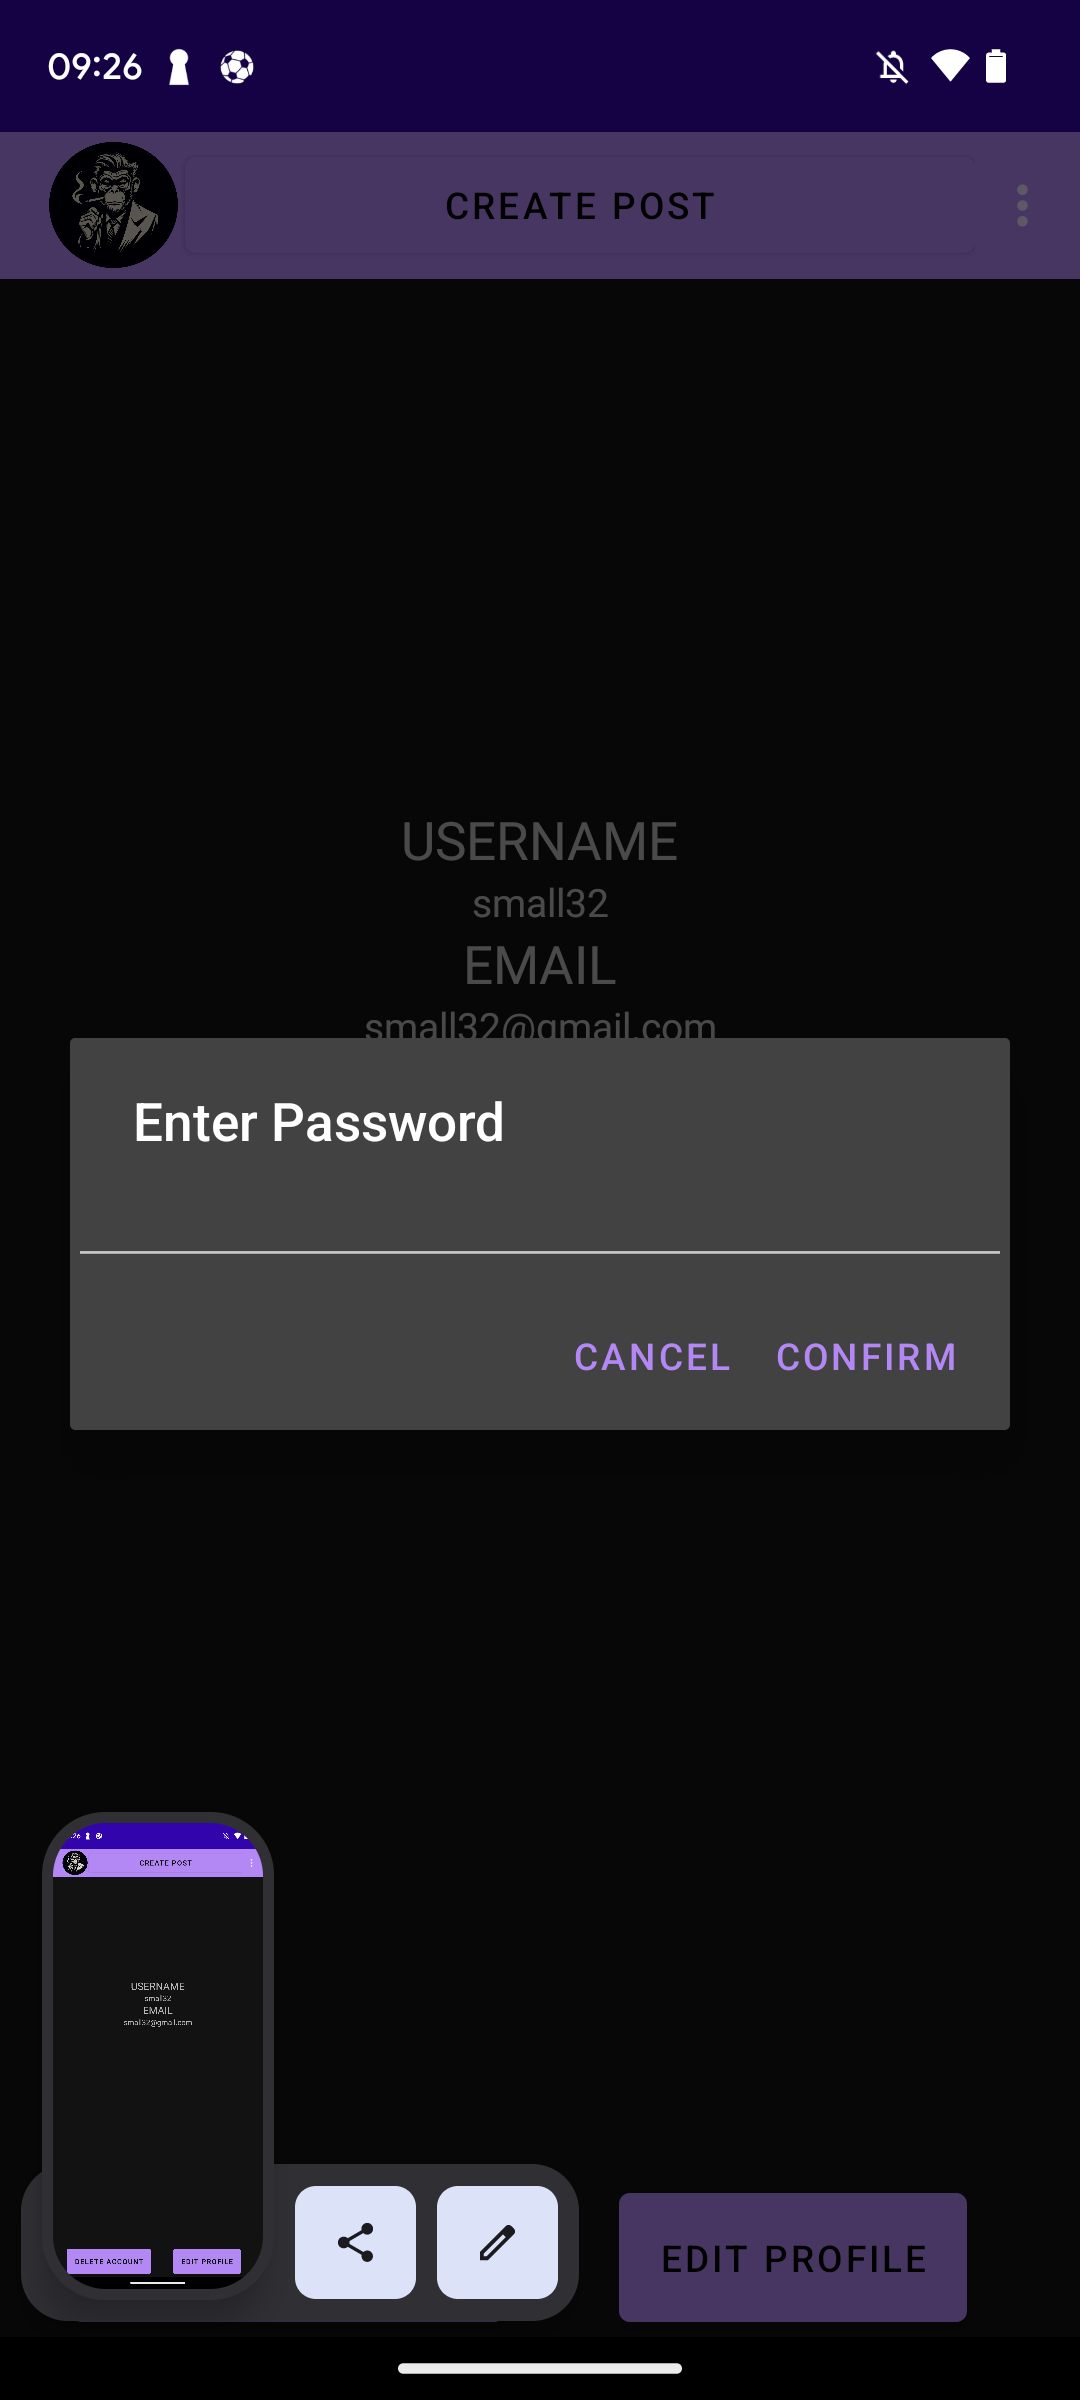 09:26
CREATE POST
USERNAME
small32
EMAIL
small32@gmail.com
Enter Password
CANCEL CONFIRM
CREATE POST
USERNAME
small32
EMAIL
small32@gmail.com
DELETE ACCOUNT EDIT PROFILE
EDIT PROFILE